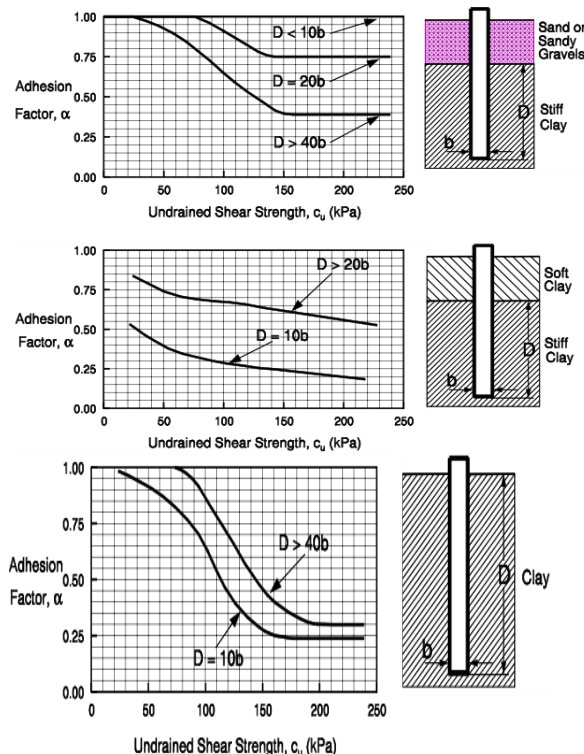 1.00
D < 10b
0.75
D = 20b
Adhesion
Factor, α
0.50
0.25
D > 40b
0.00
0 50 100 150 200 250
Undrained Shear Strength, cu (kPa)
Sand or
Sandy
Gravels
D
Stiff
Clay
b
1.00
D > 20b
0.75
Adhesion
Factor, α
0.50
D = 10b
0.25
0.00
0 50 100 150 200 250
Undrained Shear Strength, cu (kPa)
Soft
Clay
D
Stiff
Clay
b
1.00
0.75
D > 40b
Adhesion
Factor, α
0.50
0.25
D = 10b
0.00
0 50 100 150 200 250
Undrained Shear Strength, cu (kPa)
D
Clay
b